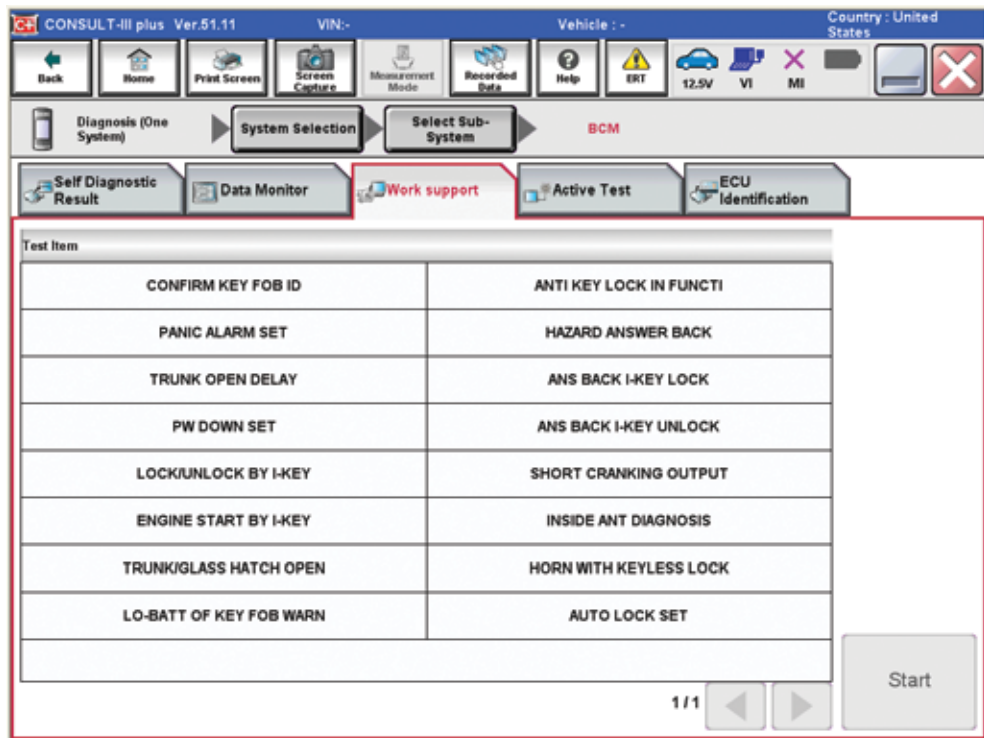 C+ CONSULT-III plus Ver.51.11 VIN:- Vehicle : - Country : United
States
Back
Home
Print Screen
Screen
Capture
Measurement
Mode
Recorded
Data
Help
ERT
12.5V
VI
MI
Diagnosis (One
System)
System Selection
Select Sub-
System
BCM
Self Diagnostic
Result
Data Monitor
Work support
Active Test
ECU
Identification
Test Item
CONFIRM KEY FOB ID
ANTI KEY LOCK IN FUNCTI
PANIC ALARM SET
HAZARD ANSWER BACK
TRUNK OPEN DELAY
ANS BACK I-KEY LOCK
PW DOWN SET
ANS BACK I-KEY UNLOCK
LOCK/UNLOCK BY I-KEY
SHORT CRANKING OUTPUT
ENGINE START BY I-KEY
INSIDE ANT DIAGNOSIS
TRUNK/GLASS HATCH OPEN
HORN WITH KEYLESS LOCK
LO-BATT OF KEY FOB WARN
AUTO LOCK SET
1/1
Start